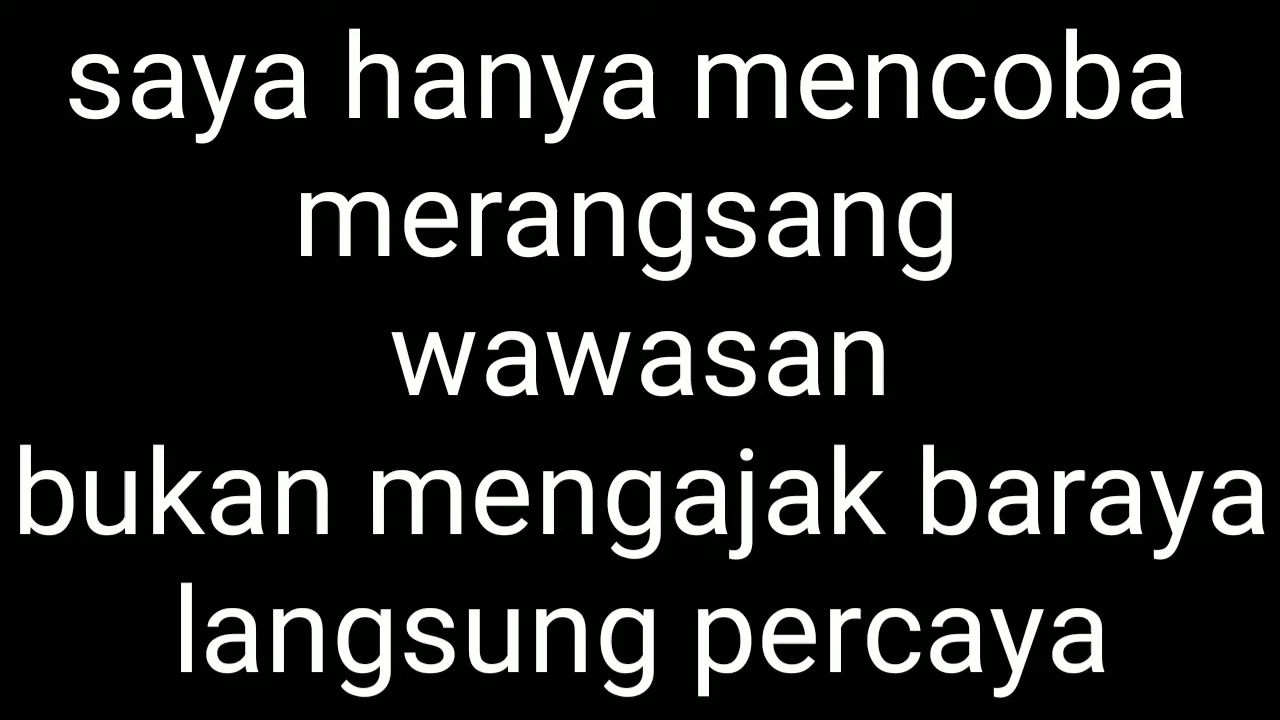 saya hanya mencoba
merangsang
wawasan
bukan mengajak baraya
langsung percaya